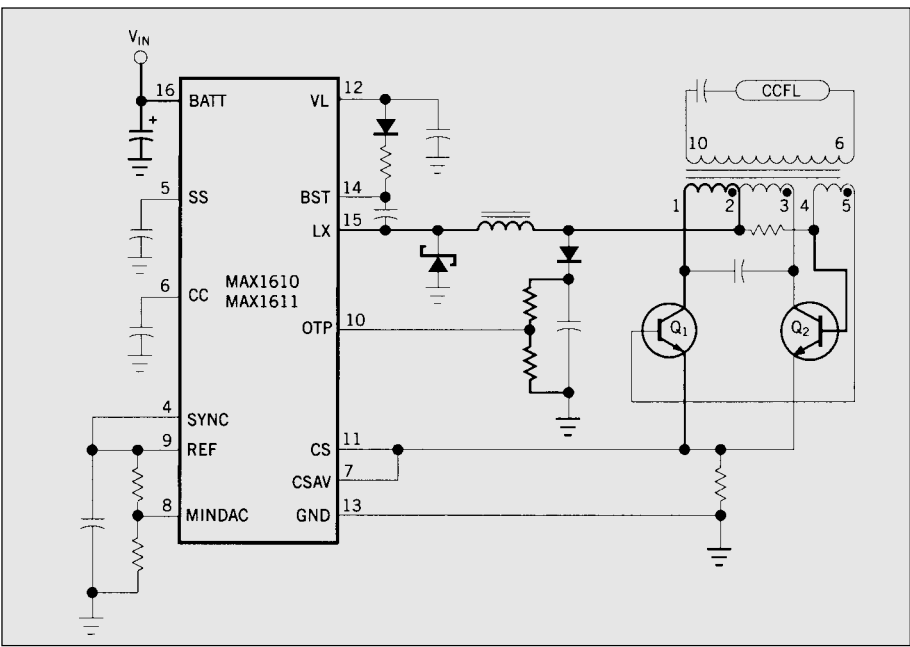 VIN
16 BATT
+
5 SS
6 CC
MAX1610
MAX1611
4 SYNC
9 REF
8 MINDAC
VL 12
BST 14
LX 15
OTP 10
CS 11
CSAV 7
GND 13
CCFL
10 6
1 2 3 4 5
Q1
Q2